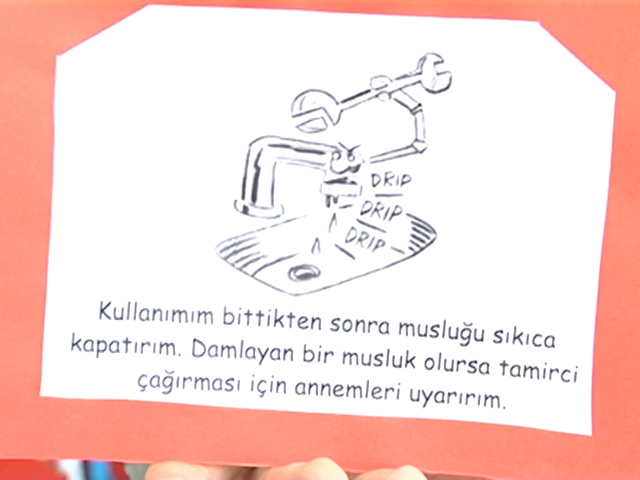 DRIP
DRIP
DRIP
Kullanımım bittikten sonra musluğu sıkıca
kapatırım. Damlayan bir musluk olursa tamirci
çağırması için annemleri uyarırım.